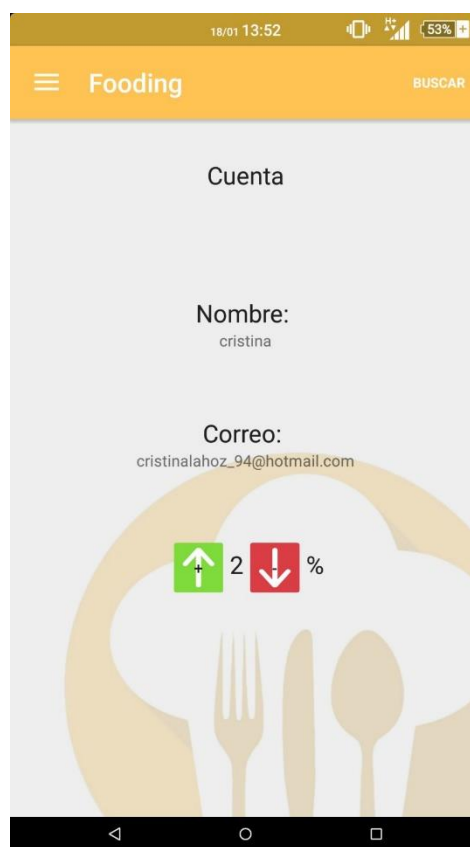 18/01 13:52 H+ 53%
Fooding BUSCAR
Cuenta
Nombre:
cristina
Correo:
cristinalahoz_94@hotmail.com
+ 2 - %